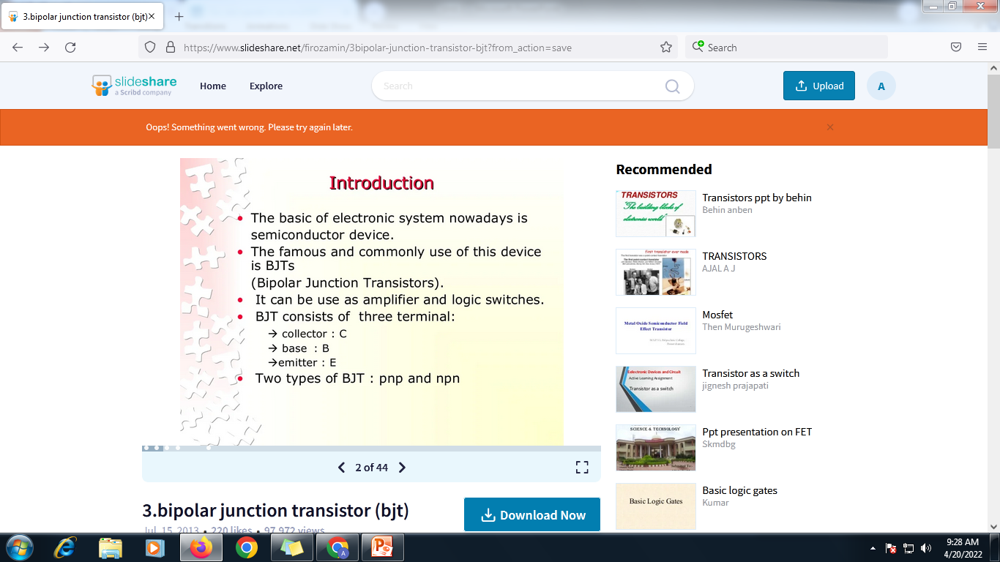 3.bipolar junction transistor (bjt)
https://www.slideshare.net/firozamin/3bipolar-junction-transistor-bjt?from_action=save
Search
slideshare
a Scribd company
Home
Explore
Search
Upload
A
Oops! Something went wrong. Please try again later.
Introduction
The basic of electronic system nowadays is
semiconductor device.
The famous and commonly use of this device
is BJTs
(Bipolar Junction Transistors).
It can be use as amplifier and logic switches.
BJT consists of three terminal:
→ collector : C
→ base : B
→emitter : E
Two types of BJT : pnp and npn
2 of 44
3.bipolar junction transistor (bjt)
Download Now
Jul. 15, 2013 • 220 likes • 97,972 views
Recommended
TRANSISTORS
"The building blocks of
electronics world"
Transistors ppt by behin
Behin anben
First transistor ever made
TRANSISTORS
AJAL A J
Metal Oxide Semiconductor Field
Effect Transistor
Mosfet
Then Murugeshwari
Electronic Devices and Circuit
Active Learning Assignment
Transistor as a switch
Transistor as a switch
jignesh prajapati
SCIENCE & TECHNOLOGY
Ppt presentation on FET
Skmdbg
Basic Logic Gates
Basic logic gates
Kumar
9:28 AM
4/20/2022